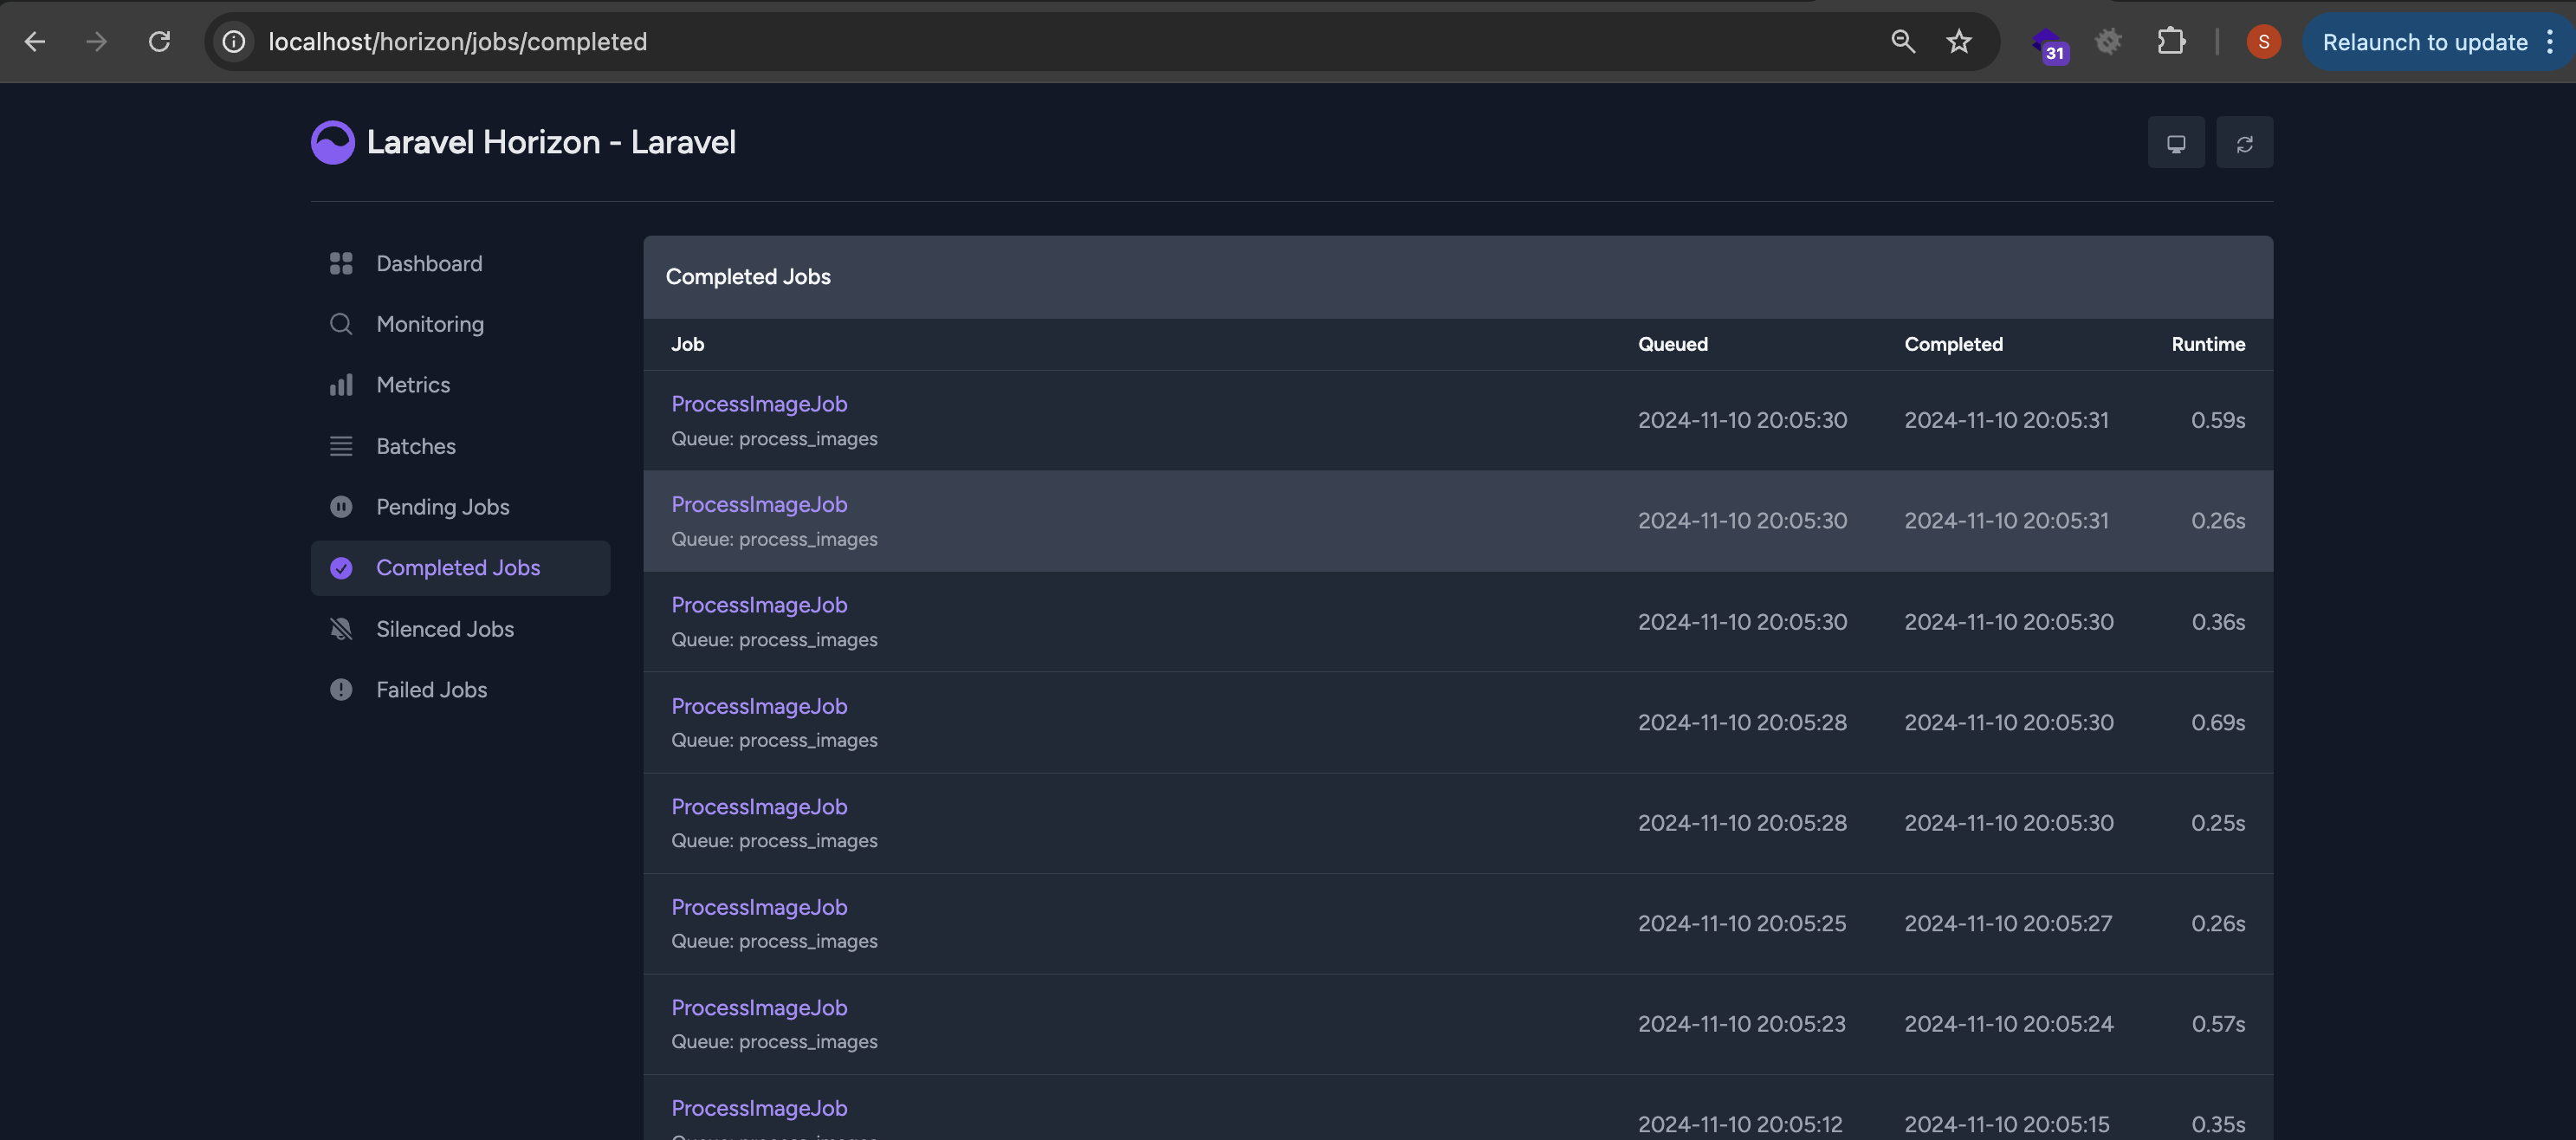 localhost/horizon/jobs/completed
31
S
Relaunch to update
Laravel Horizon - Laravel
Dashboard
Monitoring
Metrics
Batches
Pending Jobs
Completed Jobs
Silenced Jobs
Failed Jobs
Completed Jobs
Job Queued Completed Runtime
ProcessImageJob
Queue: process_images
2024-11-10 20:05:30 2024-11-10 20:05:31 0.59s
ProcessImageJob
Queue: process_images
2024-11-10 20:05:30 2024-11-10 20:05:31 0.26s
ProcessImageJob
Queue: process_images
2024-11-10 20:05:30 2024-11-10 20:05:30 0.36s
ProcessImageJob
Queue: process_images
2024-11-10 20:05:28 2024-11-10 20:05:30 0.69s
ProcessImageJob
Queue: process_images
2024-11-10 20:05:28 2024-11-10 20:05:30 0.25s
ProcessImageJob
Queue: process_images
2024-11-10 20:05:25 2024-11-10 20:05:27 0.26s
ProcessImageJob
Queue: process_images
2024-11-10 20:05:23 2024-11-10 20:05:24 0.57s
ProcessImageJob
2024-11-10 20:05:12 2024-11-10 20:05:15 0.35s